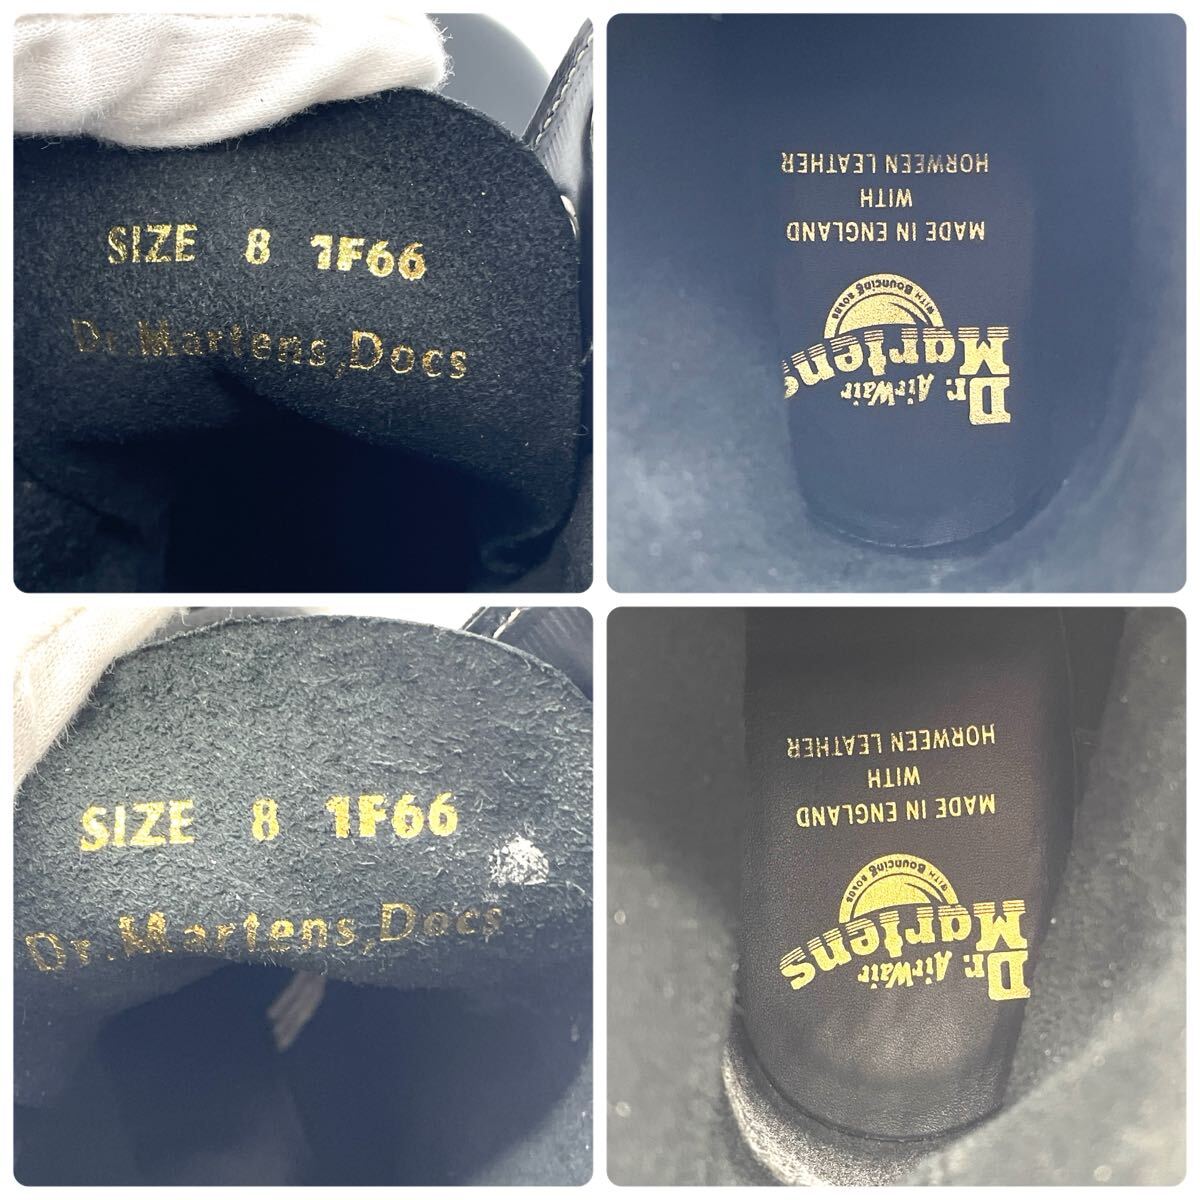 SIZE 8 1F66
Dr.Martens,Docs
Dr. AirWair
Martens
WITH Bouncing SOLES
MADE IN ENGLAND
WITH
HORWEEN LEATHER
SIZE 8 1F66
Dr.Martens,Docs
Dr. AirWair
Martens
WITH Bouncing SOLES
MADE IN ENGLAND
WITH
HORWEEN LEATHER